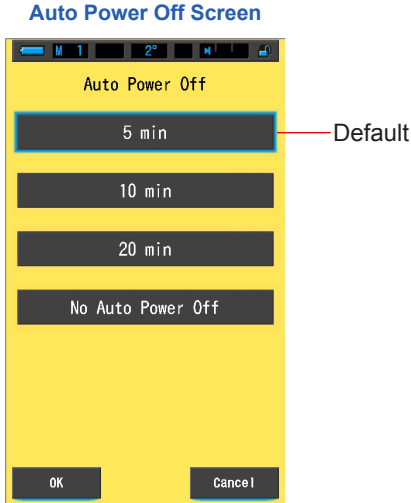 Auto Power Off Screen
M 1 2°
Auto Power Off
5 min
Default
10 min
20 min
No Auto Power Off
OK Cancel